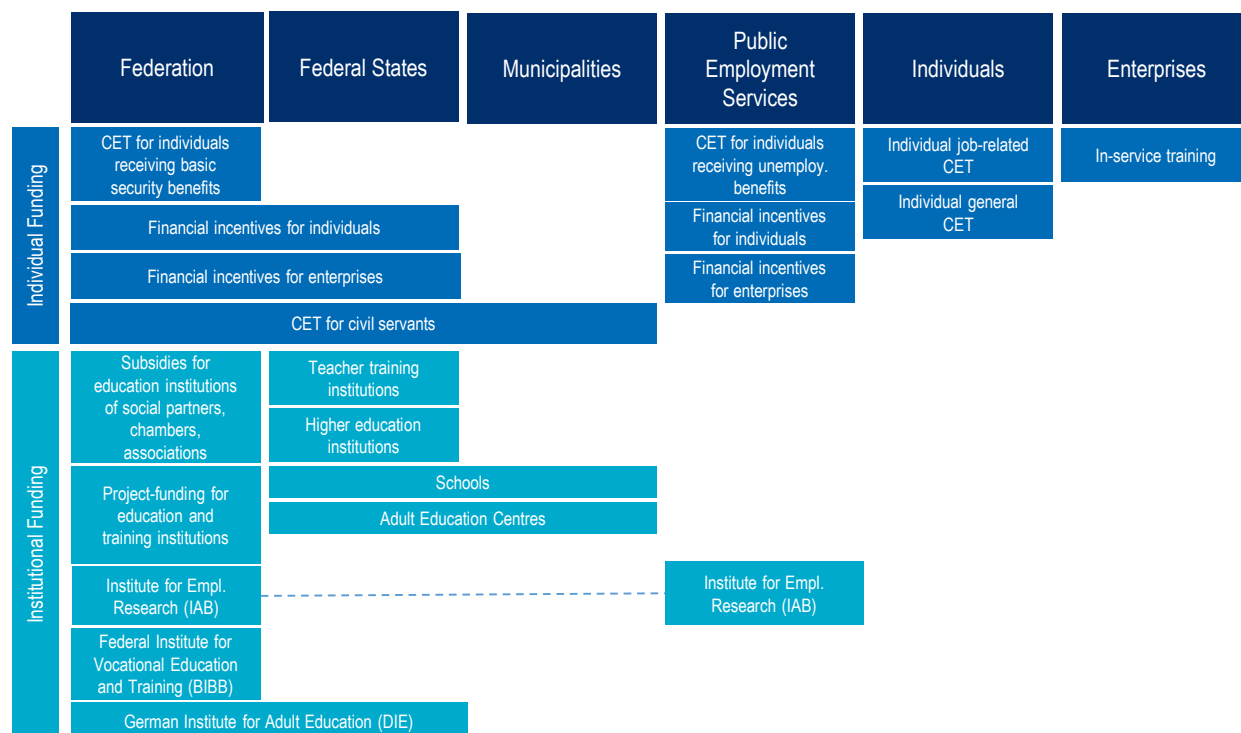 Federation
Federal States
Municipalities
Public
Employment
Services
Individuals
Enterprises
Individual Funding
CET for individuals
receiving basic
security benefits
CET for individuals
receiving unemploy.
benefits
Individual job-related
CET
In-service training
Financial incentives for individuals
Financial incentives
for individuals
Individual general
CET
Financial incentives for enterprises
Financial incentives
for enterprises
CET for civil servants
Institutional Funding
Subsidies for
education institutions
of social partners,
chambers,
associations
Teacher training
institutions
Higher education
institutions
Project-funding for
education and
training institutions
Schools
Adult Education Centres
Institute for Empl.
Research (IAB)
Institute for Empl.
Research (IAB)
Federal Institute for
Vocational Education
and Training (BIBB)
German Institute for Adult Education (DIE)